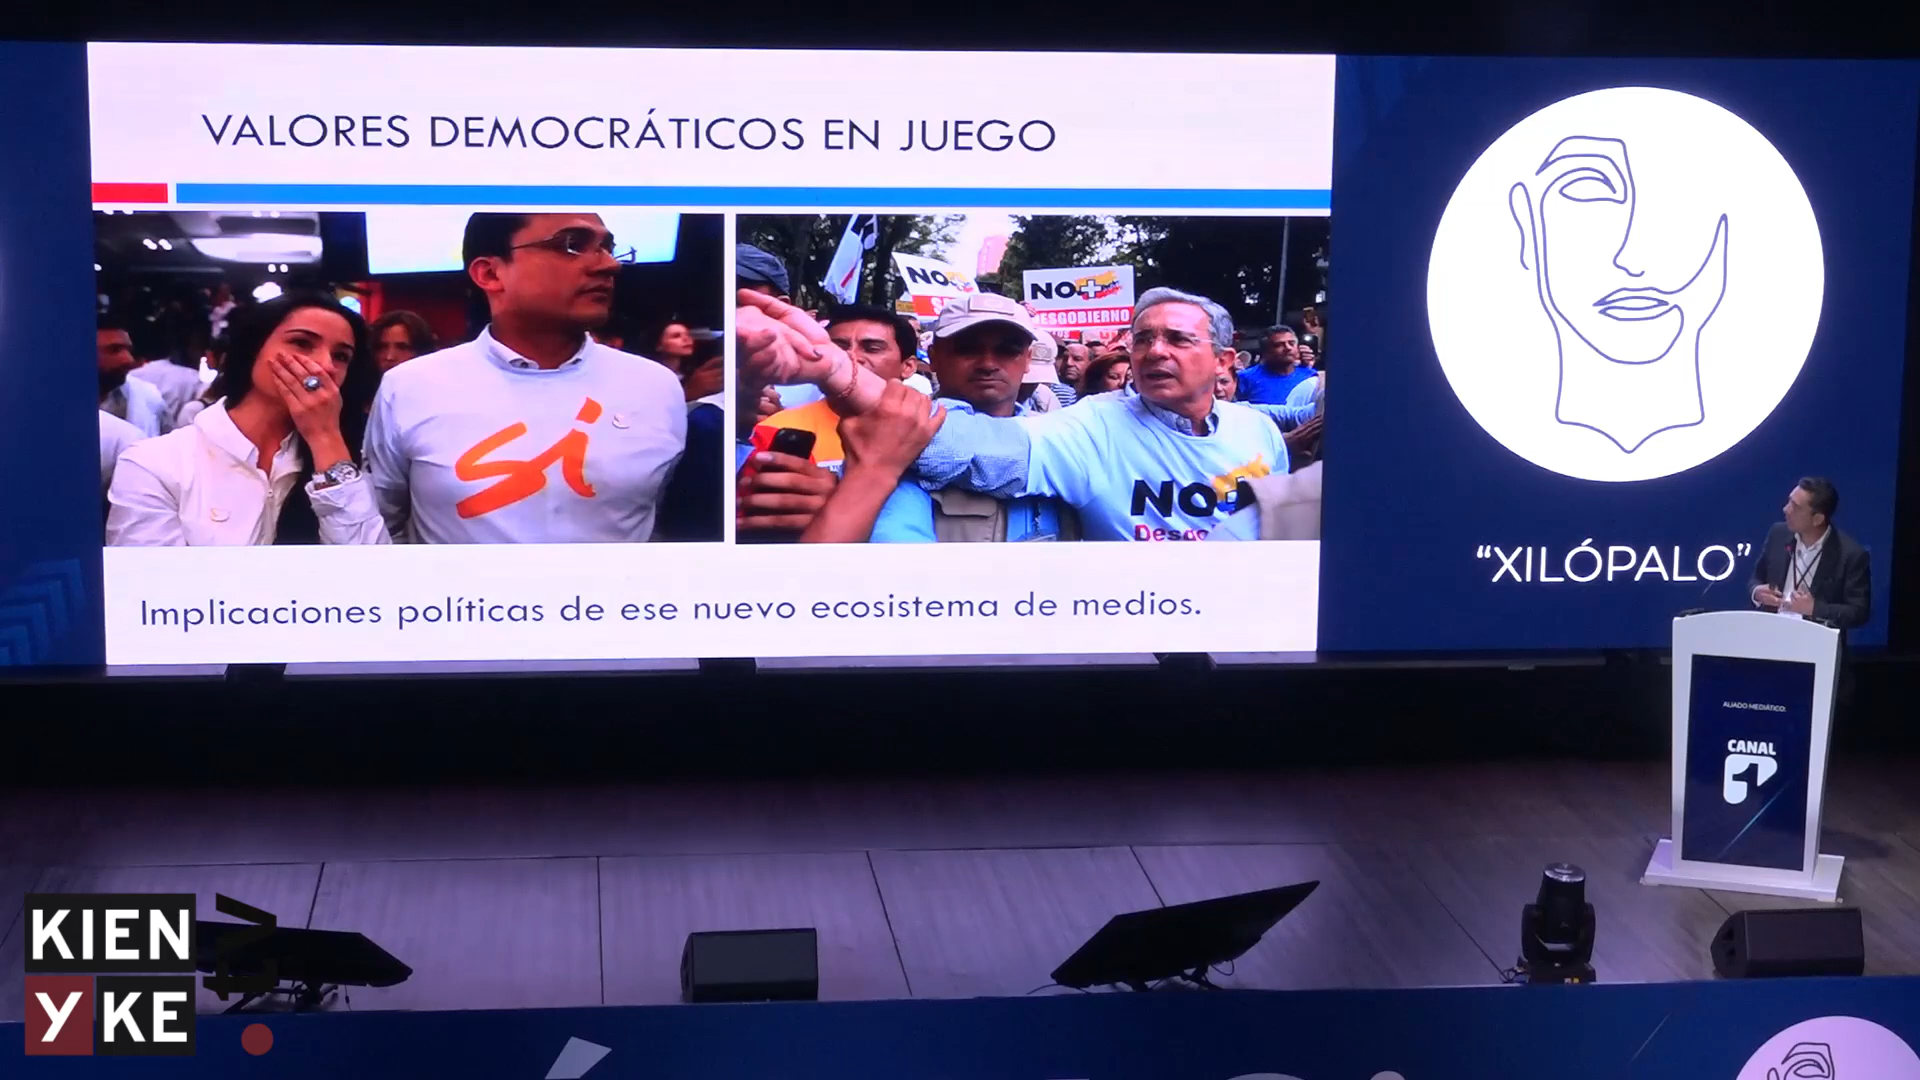 VALORES DEMOCRÁTICOS EN JUEGO
sí
NO+
NO+
DESGOBIERNO
NO+
Implicaciones políticas de ese nuevo ecosistema de medios.
“XILÓPALO”
ALIADO MEDIÁTICO:
CANAL
1
KIEN
Y KE